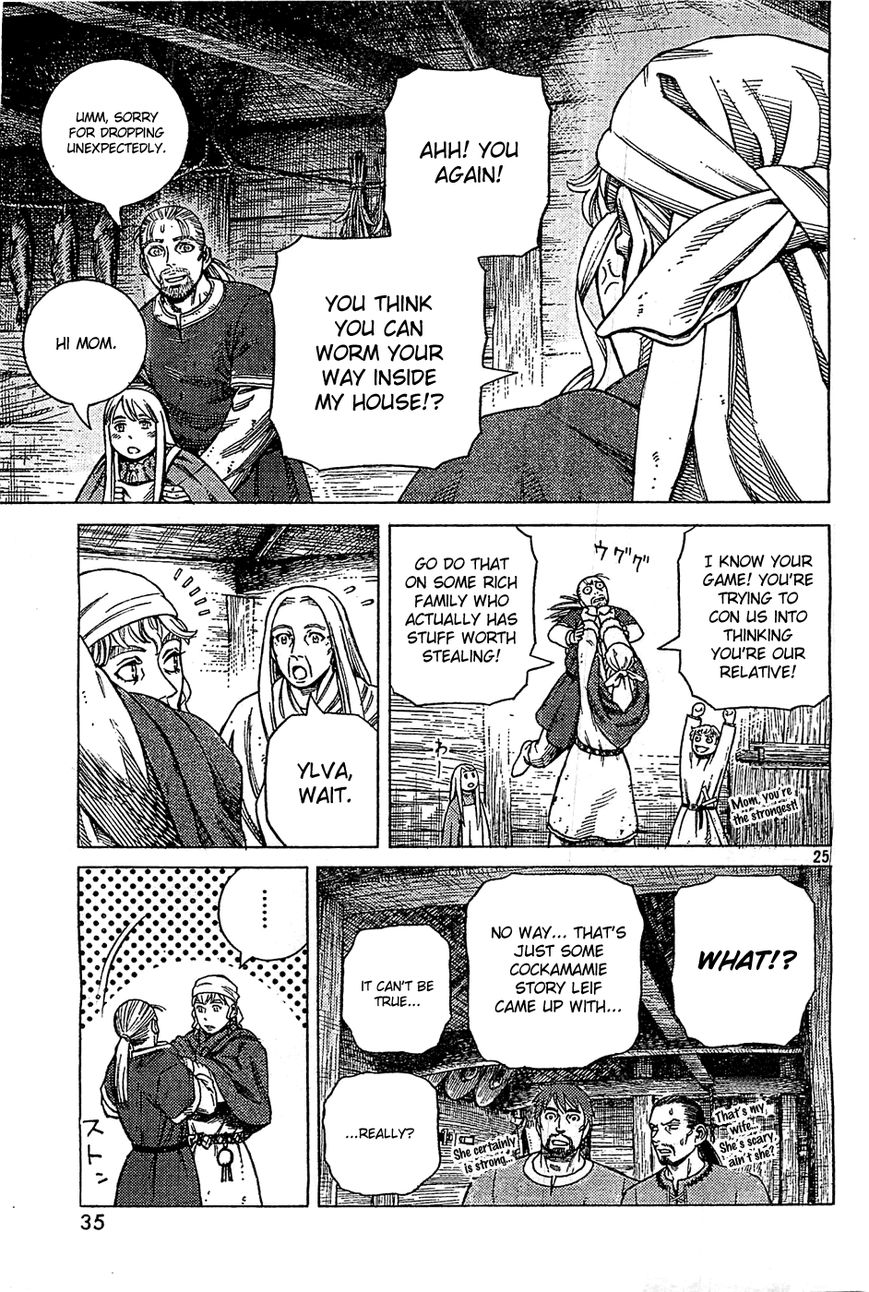 AHH! YOU
AGAIN!
YOU THINK
YOU CAN
WORM YOUR
WAY INSIDE
MY HOUSE!?
UMM, SORRY
FOR DROPPING
UNEXPECTEDLY.
HI MOM.
I KNOW YOUR
GAME! YOU'RE
TRYING TO
CON US INTO
THINKING
YOU'RE OUR
RELATIVE!
ウグググ
GO DO THAT
ON SOME RICH
FAMILY WHO
ACTUALLY HAS
STUFF WORTH
STEALING!
わー
Mom, you're
the strongest!
YLVA,
WAIT.
25
WHAT!?
NO WAY... THAT'S
JUST SOME
COCKAMAMIE
STORY LEIF
CAME UP WITH...
IT CAN'T BE
TRUE...
...REALLY?
That's my
wife...
She's scary,
ain't she?
She certainly
is strong...
......
ストン
35